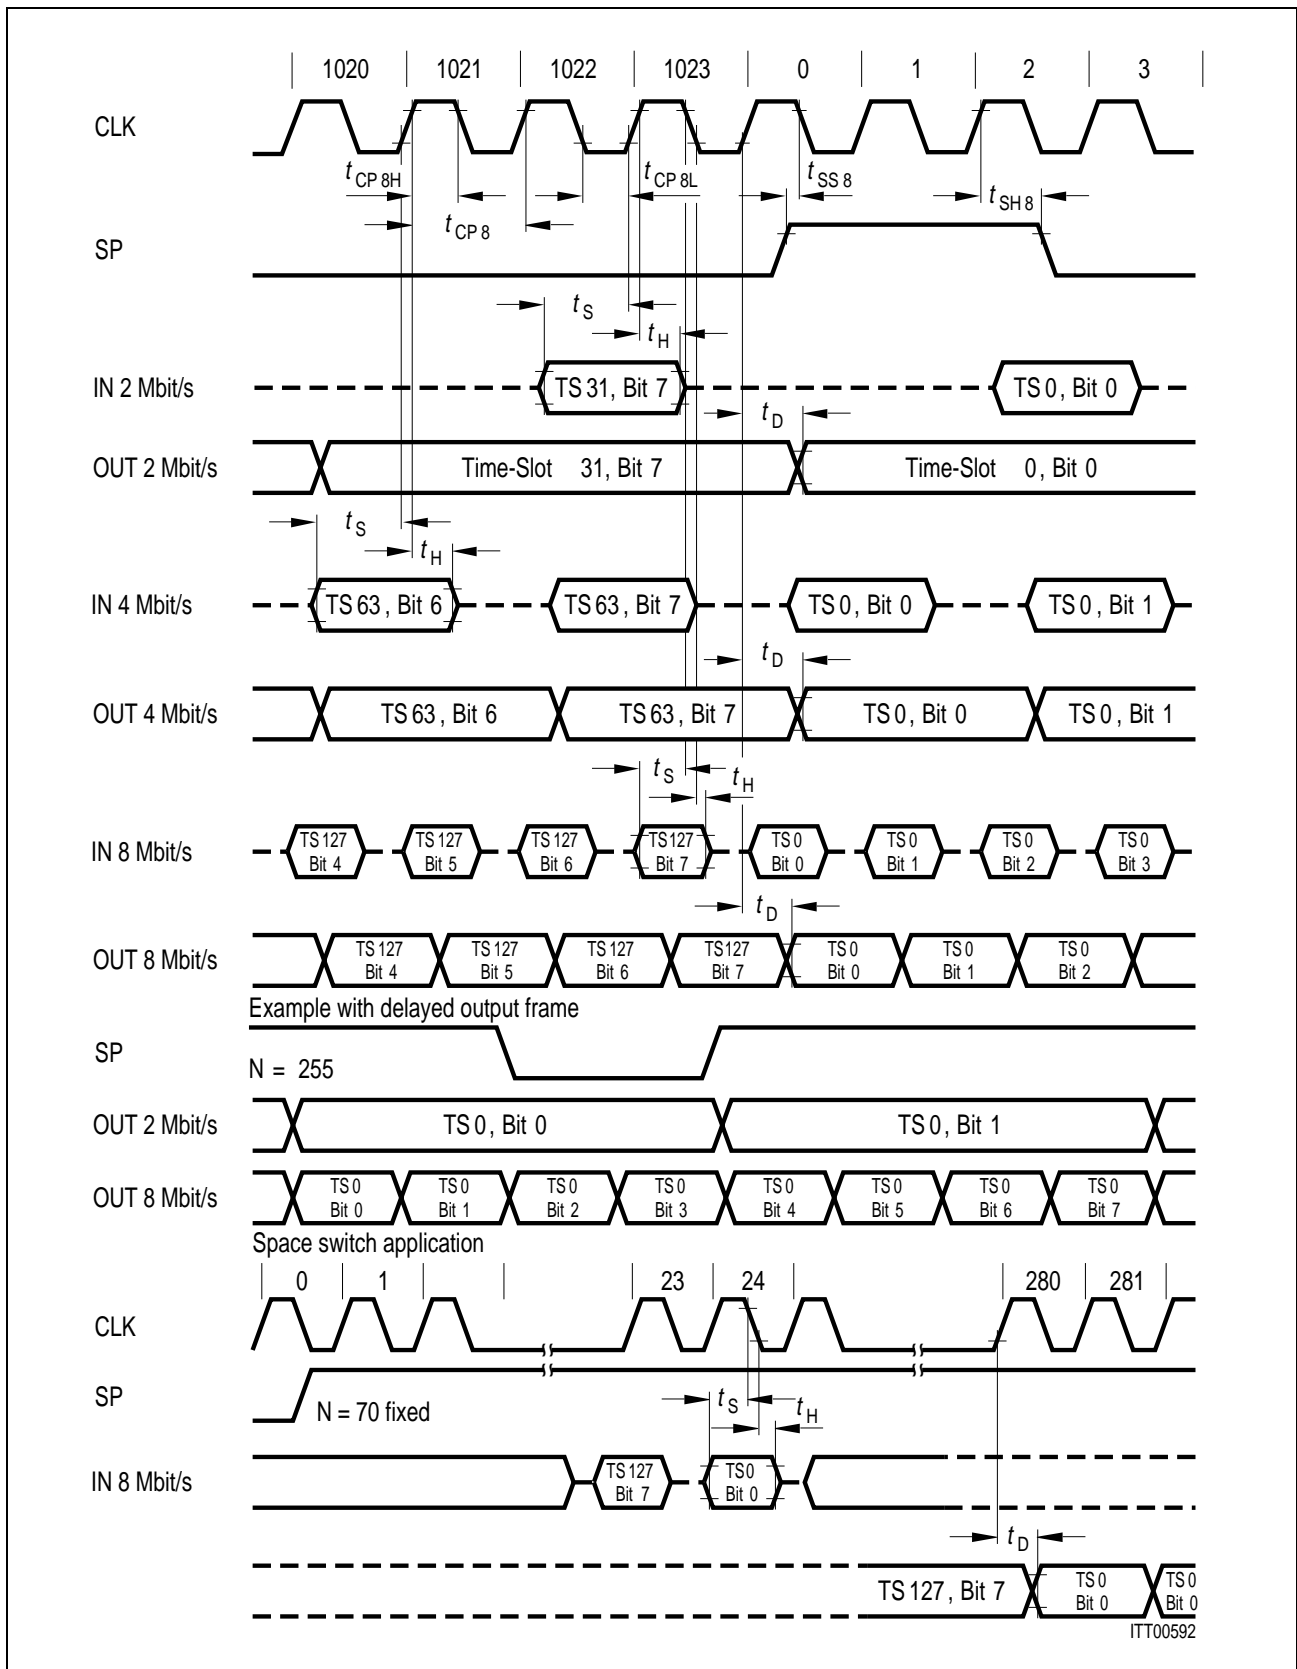 1020 1021 1022 1023 0 1 2 3
CLK
t CP 8H t CP 8L t SS 8
t CP 8 t SH 8
SP
t S
t H
IN 2 Mbit/s TS 31, Bit 7 TS 0, Bit 0
t D
OUT 2 Mbit/s Time-Slot 31, Bit 7 Time-Slot 0, Bit 0
t S
t H
IN 4 Mbit/s TS 63, Bit 6 TS 63, Bit 7 TS 0, Bit 0 TS 0, Bit 1
t D
OUT 4 Mbit/s TS 63, Bit 6 TS 63, Bit 7 TS 0, Bit 0 TS 0, Bit 1
t S t H
TS 127 TS 127 TS 127 TS 127 TS 0 TS 0 TS 0 TS 0
IN 8 Mbit/s
Bit 4 Bit 5 Bit 6 Bit 7 Bit 0 Bit 1 Bit 2 Bit 3
t D
TS 127 TS 127 TS 127 TS 127 TS 0 TS 0 TS 0
OUT 8 Mbit/s
Bit 4 Bit 5 Bit 6 Bit 7 Bit 0 Bit 1 Bit 2
Example with delayed output frame
SP
N = 255
OUT 2 Mbit/s TS 0, Bit 0 TS 0, Bit 1
TS 0 TS 0 TS 0 TS 0 TS 0 TS 0 TS 0 TS 0
OUT 8 Mbit/s
Bit 0 Bit 1 Bit 2 Bit 3 Bit 4 Bit 5 Bit 6 Bit 7
Space switch application
0 1 23 24 280 281
CLK
SP
N = 70 fixed t S t H
TS 127 TS0
IN 8 Mbit/s
Bit 7 Bit 0
t D
TS 127, Bit 7 TS 0 TS 0
Bit 0 Bit 0
ITT00592